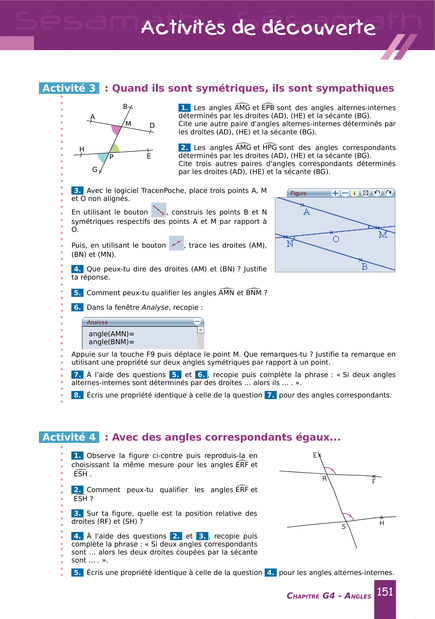 Sésamath Sésamath
Activités de découverte
Activité 3 : Quand ils sont symétriques, ils sont sympathiques
B
A
M
D
H
P
E
G
1. Les angles AMG et EPB sont des angles alternes-internes
déterminés par les droites (AD), (HE) et la sécante (BG).
Cite une autre paire d'angles alternes-internes déterminés par
les droites (AD), (HE) et la sécante (BG).
2. Les angles AMG et HPG sont des angles correspondants
déterminés par les droites (AD), (HE) et la sécante (BG).
Cite trois autres paires d'angles correspondants déterminés
par les droites (AD), (HE) et la sécante (BG).
3. Avec le logiciel TracenPoche, place trois points A, M
et O non alignés.
En utilisant le bouton , construis les points B et N
symétriques respectifs des points A et M par rapport à
O.
Puis, en utilisant le bouton , trace les droites (AM),
(BN) et (MN).
Figure
A
M
O
N
B
4. Que peux-tu dire des droites (AM) et (BN) ? Justifie
ta réponse.
5. Comment peux-tu qualifier les angles AMN et BNM ?
6. Dans la fenêtre Analyse, recopie :
Analyse
angle(AMN)=
angle(BNM)=
Appuie sur la touche F9 puis déplace le point M. Que remarques-tu ? Justifie ta remarque en
utilisant une propriété sur deux angles symétriques par rapport à un point.
7. À l'aide des questions 5. et 6., recopie puis complète la phrase : « Si deux angles
alternes-internes sont déterminés par des droites ... alors ils ... . ».
8. Écris une propriété identique à celle de la question 7. pour des angles correspondants.
Activité 4 : Avec des angles correspondants égaux...
1. Observe la figure ci-contre puis reproduis-la en
choisissant la même mesure pour les angles ERF et
ESH .
2. Comment peux-tu qualifier les angles ERF et
ESH ?
3. Sur ta figure, quelle est la position relative des
droites (RF) et (SH) ?
4. À l'aide des questions 2. et 3., recopie puis
complète la phrase : « Si deux angles correspondants
sont ... alors les deux droites coupées par la sécante
sont ... . ».
E
R
F
S
H
5. Écris une propriété identique à celle de la question 4. pour les angles alternes-internes.
CHAPITRE G4 - ANGLES 151